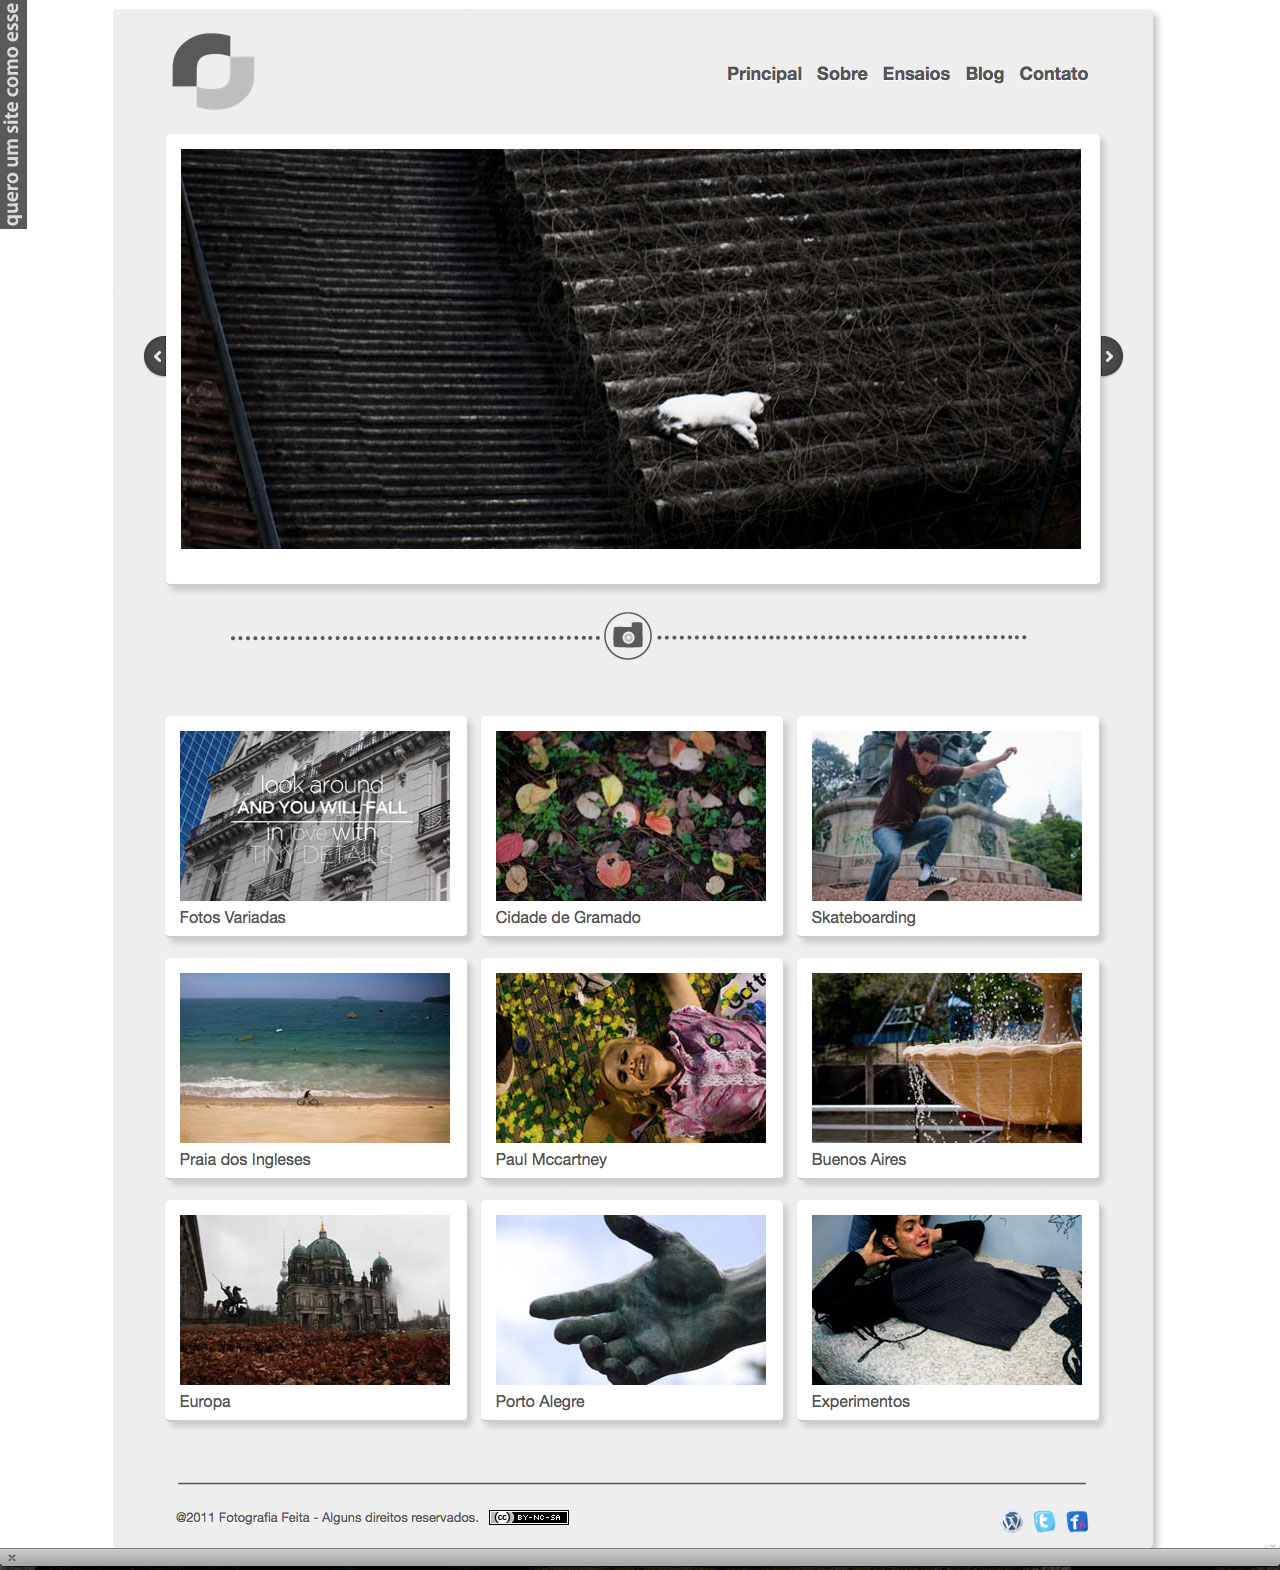 quero um site como esse
Principal Sobre Ensaios Blog Contato
look around
AND YOU WILL FALL
in love with
TINY DETAILS
Fotos Variadas
Cidade de Gramado
Skateboarding
Praia dos Ingleses
Paul Mccartney
Buenos Aires
Europa
Porto Alegre
Experimentos
@2011 Fotografia Feita - Alguns direitos reservados. (cc) BY-NC-SA